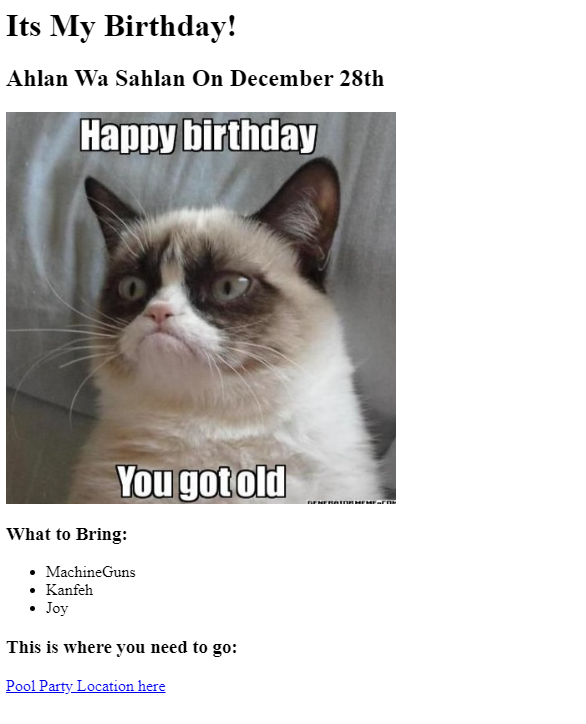 Its My Birthday!
Ahlan Wa Sahlan On December 28th
Happy birthday
You got old
What to Bring:
MachineGuns
Kanfeh
Joy
This is where you need to go:
Pool Party Location here